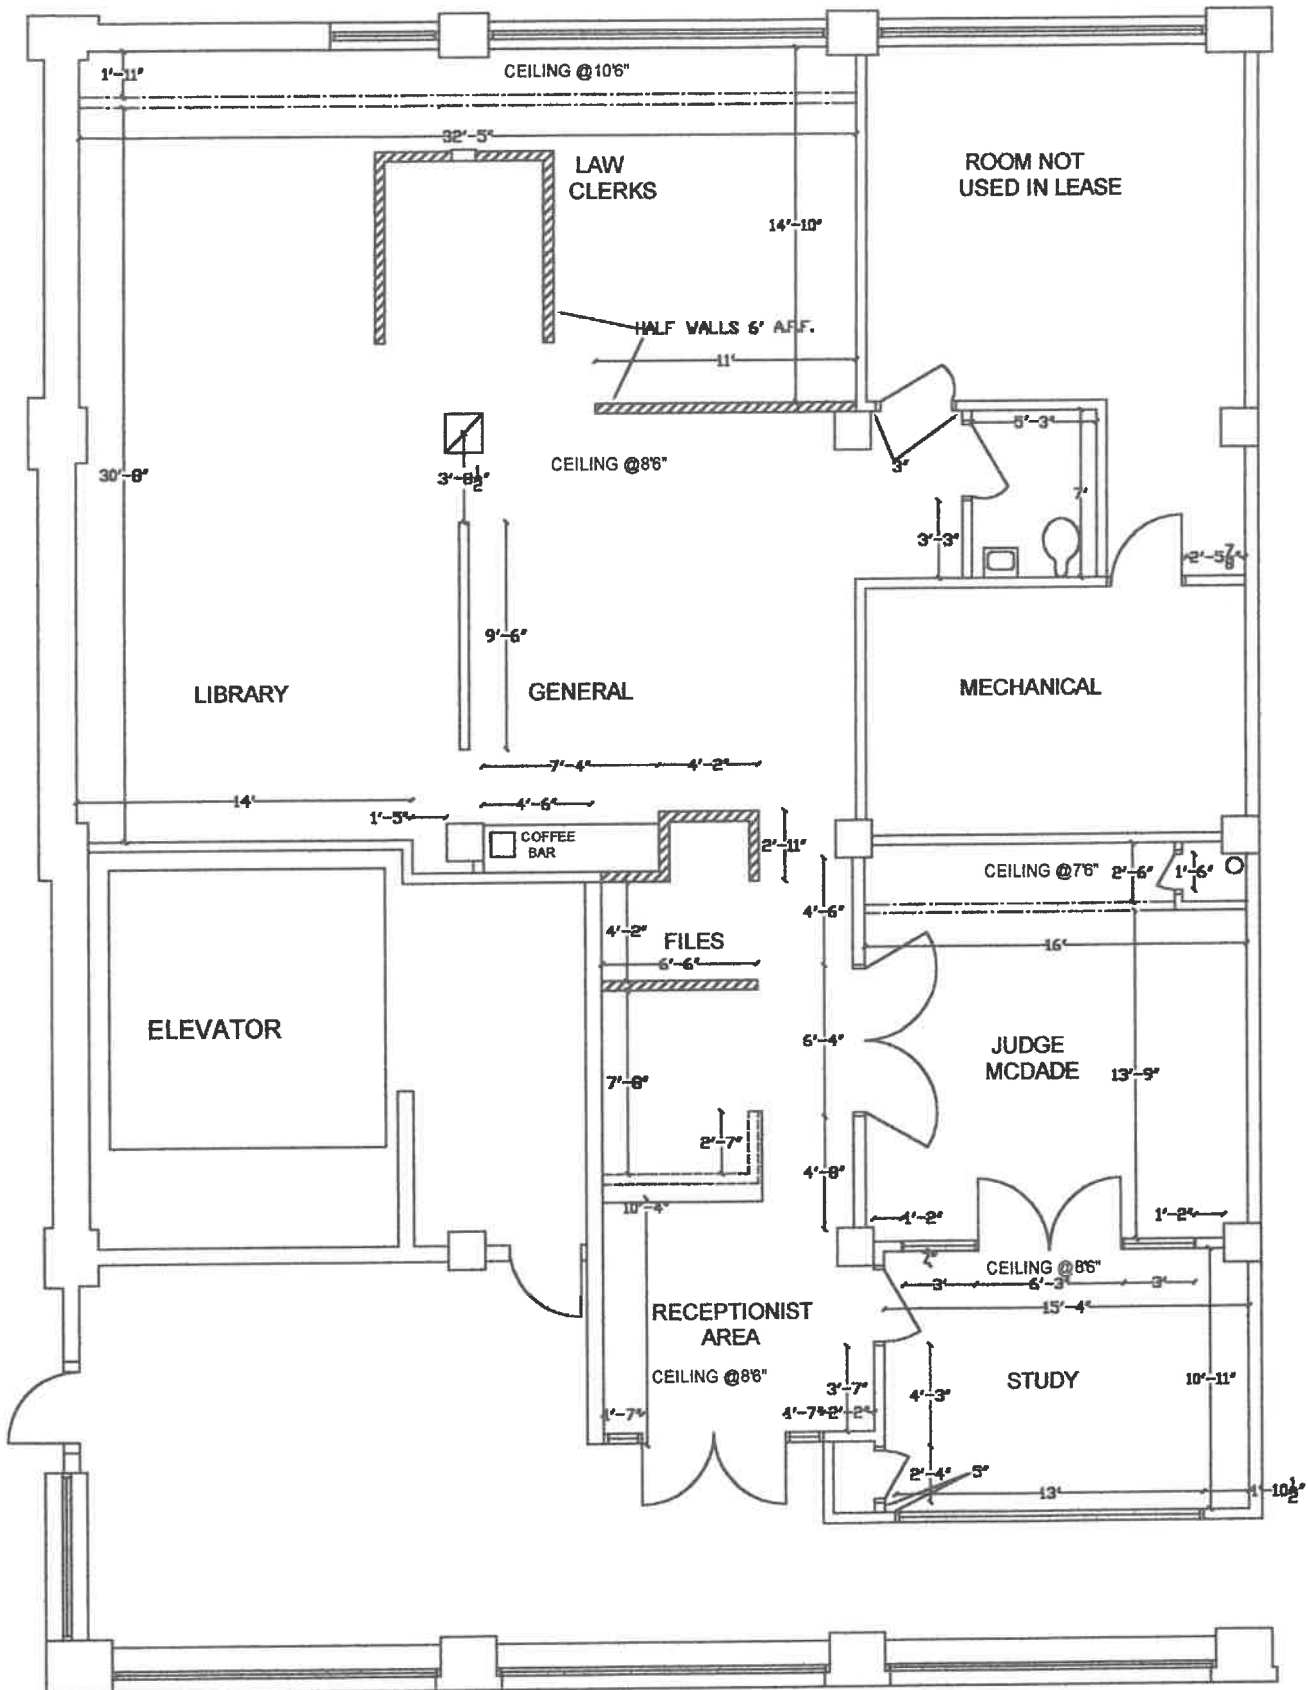 1'-11"
CEILING @10'6"
32'-5"
LAW
CLERKS
ROOM NOT
USED IN LEASE
14'-10"
HALF WALLS 6' A.F.F.
11'
5'-3"
3"
CEILING @8'6"
30'-8"
3'-8½"
7'
3'-3"
2'-5⅞"
9'-6"
LIBRARY
GENERAL
MECHANICAL
7'-4"
4'-2"
14'
4'-6"
1'-5"
COFFEE
BAR
2'-11"
CEILING @7'6"
2'-6"
1'-6"
4'-6"
4'-2"
FILES
6'-6"
16'
ELEVATOR
6'-4"
JUDGE
MCDADE
13'-9"
7'-8"
2'-7"
4'-8"
10'-4"
1'-2"
1'-2"
CEILING @8'6"
3'
6'-3"
3'
15'-4"
RECEPTIONIST
AREA
CEILING @8'6"
3'-7"
4'-3"
STUDY
10'-11"
1'-7"
1'-7"
2'-2"
2'-4"
5"
13'
1'-10½"